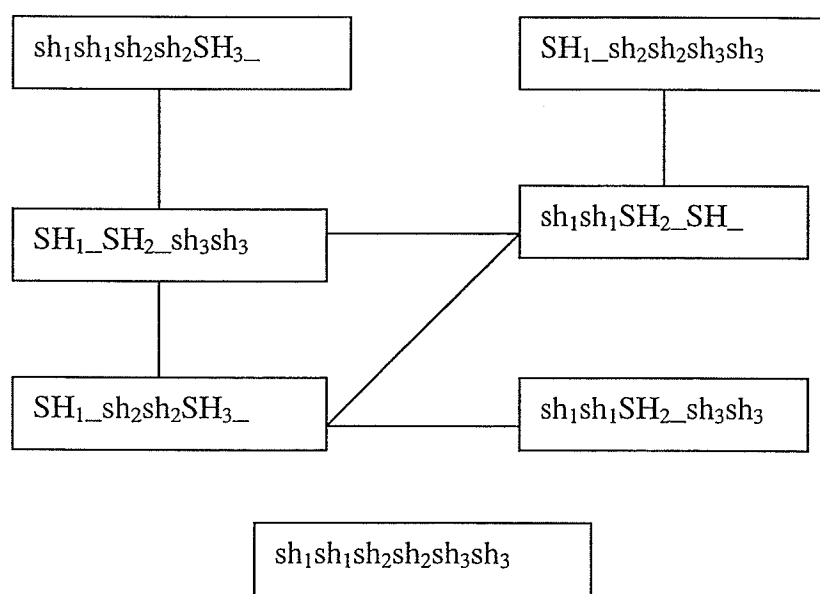 sh₁sh₁sh₂sh₂SH₃_
SH₁_sh₂sh₂sh₃sh₃
SH₁_SH₂_sh₃sh₃
sh₁sh₁SH₂_SH_
SH₁_sh₂sh₂SH₃_
sh₁sh₁SH₂_sh₃sh₃
sh₁sh₁sh₂sh₂sh₃sh₃